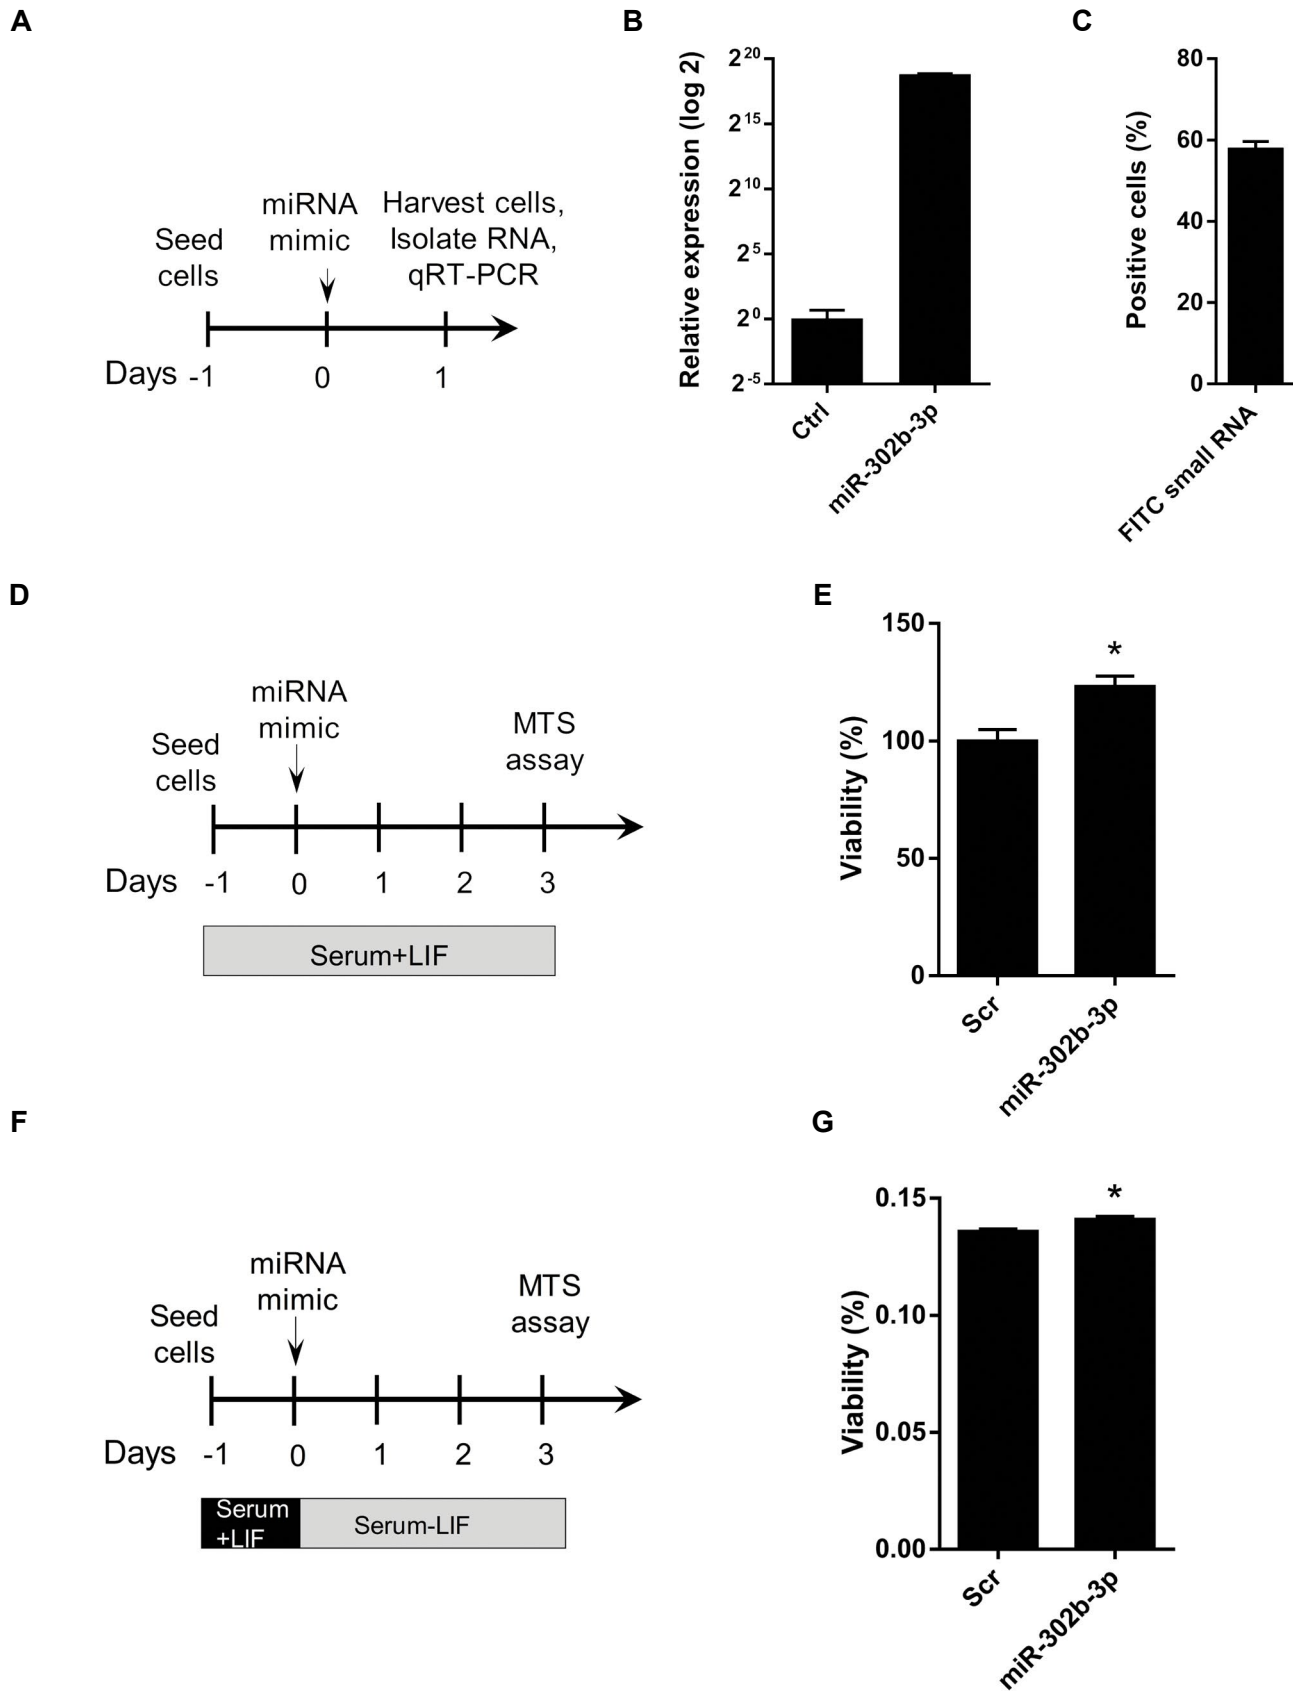 A
Seed
cells
miRNA
mimic
Harvest cells,
Isolate RNA,
qRT-PCR
Days -1 0 1
B
Relative expression (log 2)
2^20
2^15
2^10
2^5
2^0
2^-5
Ctrl
miR-302b-3p
C
Positive cells (%)
80
60
40
20
0
FITC small RNA
D
Seed
cells
miRNA
mimic
MTS
assay
Days -1 0 1 2 3
Serum+LIF
E
Viability (%)
150
100
50
0
*
Scr
miR-302b-3p
F
Seed
cells
miRNA
mimic
MTS
assay
Days -1 0 1 2 3
Serum
+LIF
Serum-LIF
G
Viability (%)
0.15
0.10
0.05
0.00
*
Scr
miR-302b-3p